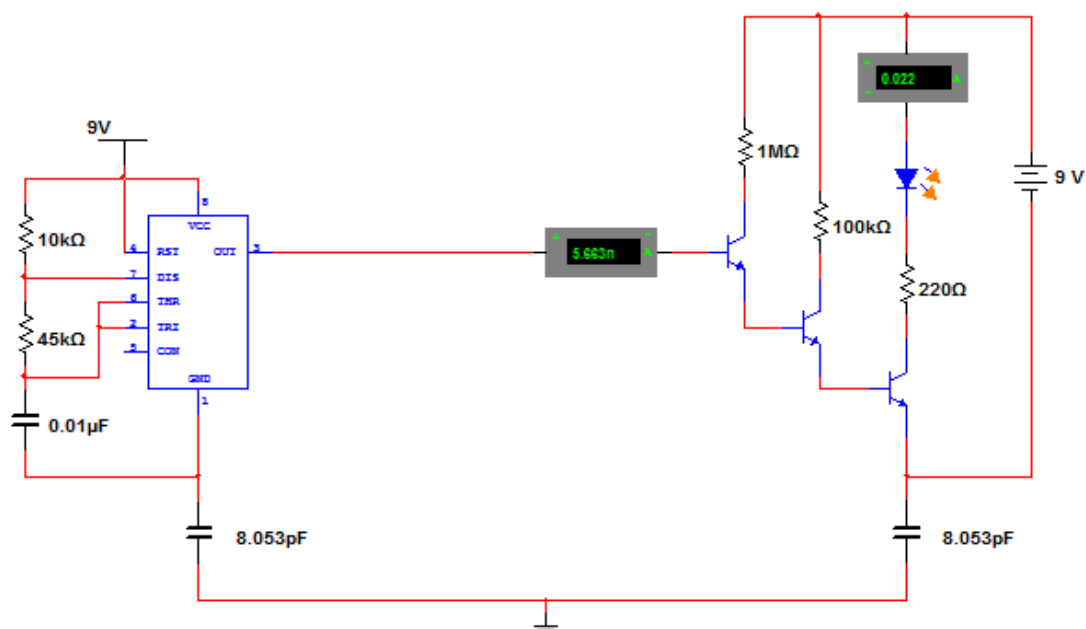 9V
10kΩ
45kΩ
0.01µF
8
VCC
4
RST
OUT
3
7
DIS
6
THR
2
TRI
5
CON
GND
1
8.053pF
+
-
5.663n
A
1MΩ
100kΩ
+
-
0.022
A
220Ω
9 V
8.053pF